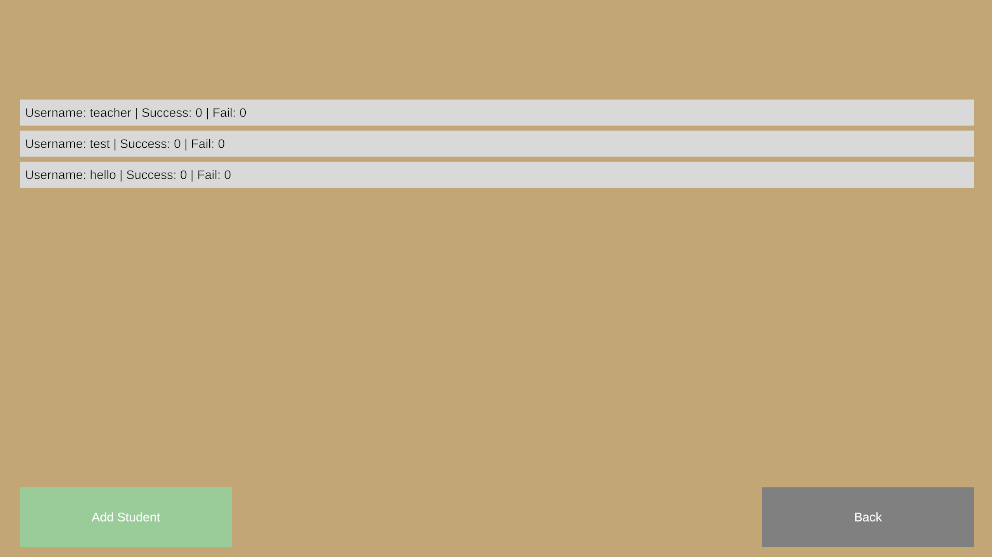 Username: teacher | Success: 0 | Fail: 0
Username: test | Success: 0 | Fail: 0
Username: hello | Success: 0 | Fail: 0
Add Student
Back